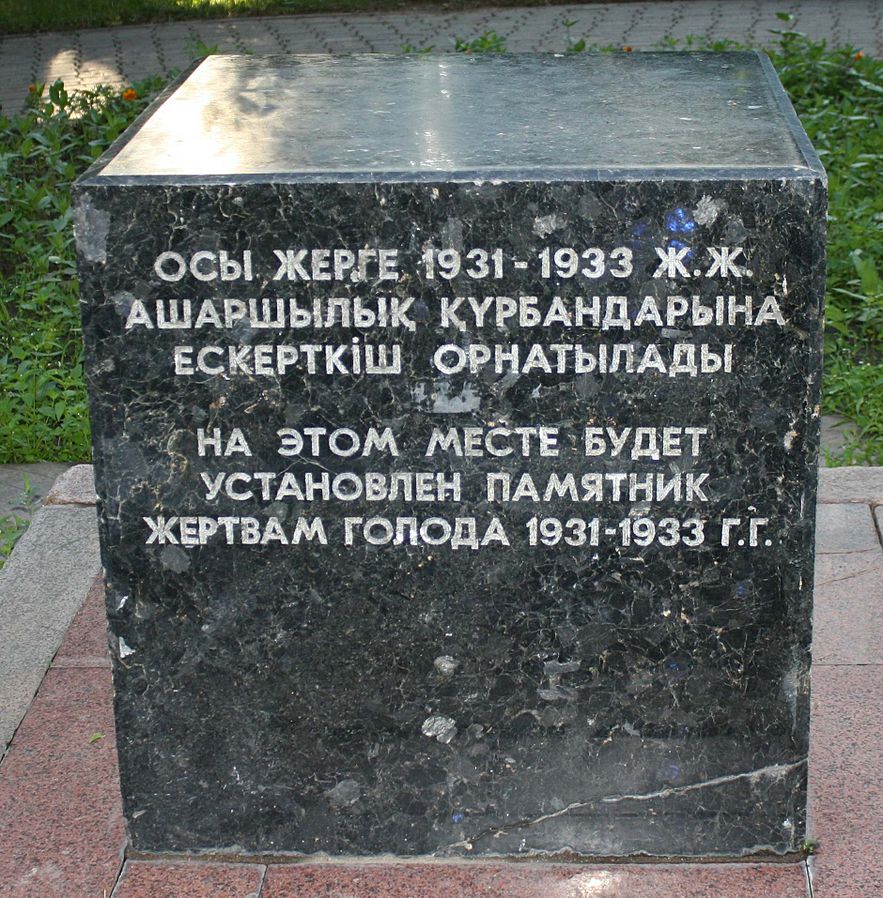 ОСЫ ЖЕРГЕ 1931-1933 Ж.Ж.
АШАРШЫЛЫҚ ҚҮРБАНДАРЫНА
ЕСКЕРТКІШ ОРНАТЫЛАДЫ
НА ЭТОМ МЕСТЕ БУДЕТ
УСТАНОВЛЕН ПАМЯТНИК
ЖЕРТВАМ ГОЛОДА 1931-1933 Г.Г.